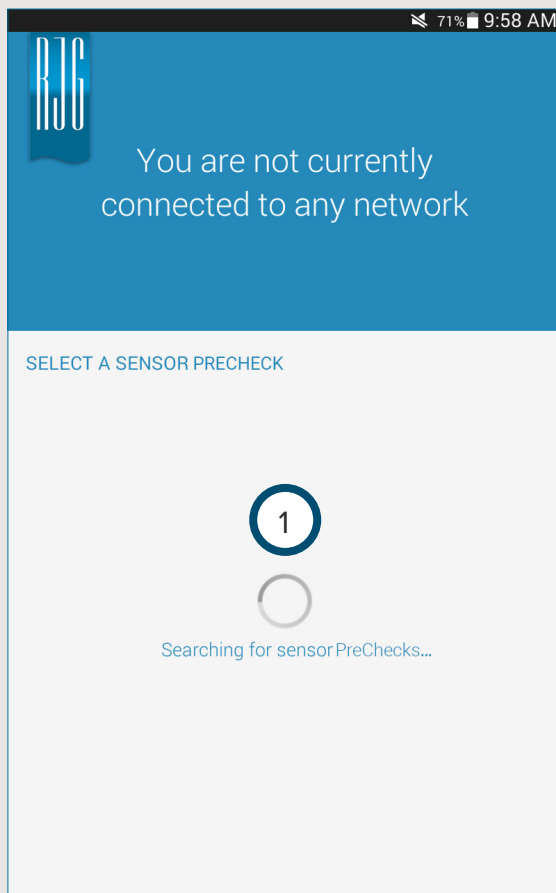 71% 9:58 AM
RJG
You are not currently
connected to any network
SELECT A SENSOR PRECHECK
1
Searching for sensor PreChecks...